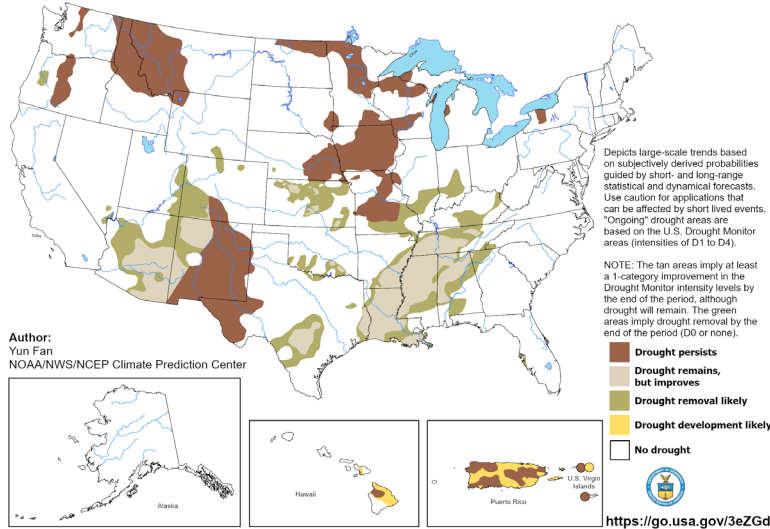 Depicts large-scale trends based
on subjectively derived probabilities
guided by short- and long-range
statistical and dynamical forecasts.
Use caution for applications that
can be affected by short lived events.
"Ongoing" drought areas are
based on the U.S. Drought Monitor
areas (intensities of D1 to D4).
NOTE: The tan areas imply at least
a 1-category improvement in the
Drought Monitor intensity levels by
the end of the period, although
drought will remain. The green
areas imply drought removal by the
end of the period (D0 or none).
Author:
Yun Fan
NOAA/NWS/NCEP Climate Prediction Center
Drought persists
Drought remains,
but improves
Drought removal likely
Drought development likely
No drought
Alaska
Hawaii
Puerto Rico
U.S. Virgin
Islands
https://go.usa.gov/3eZGd